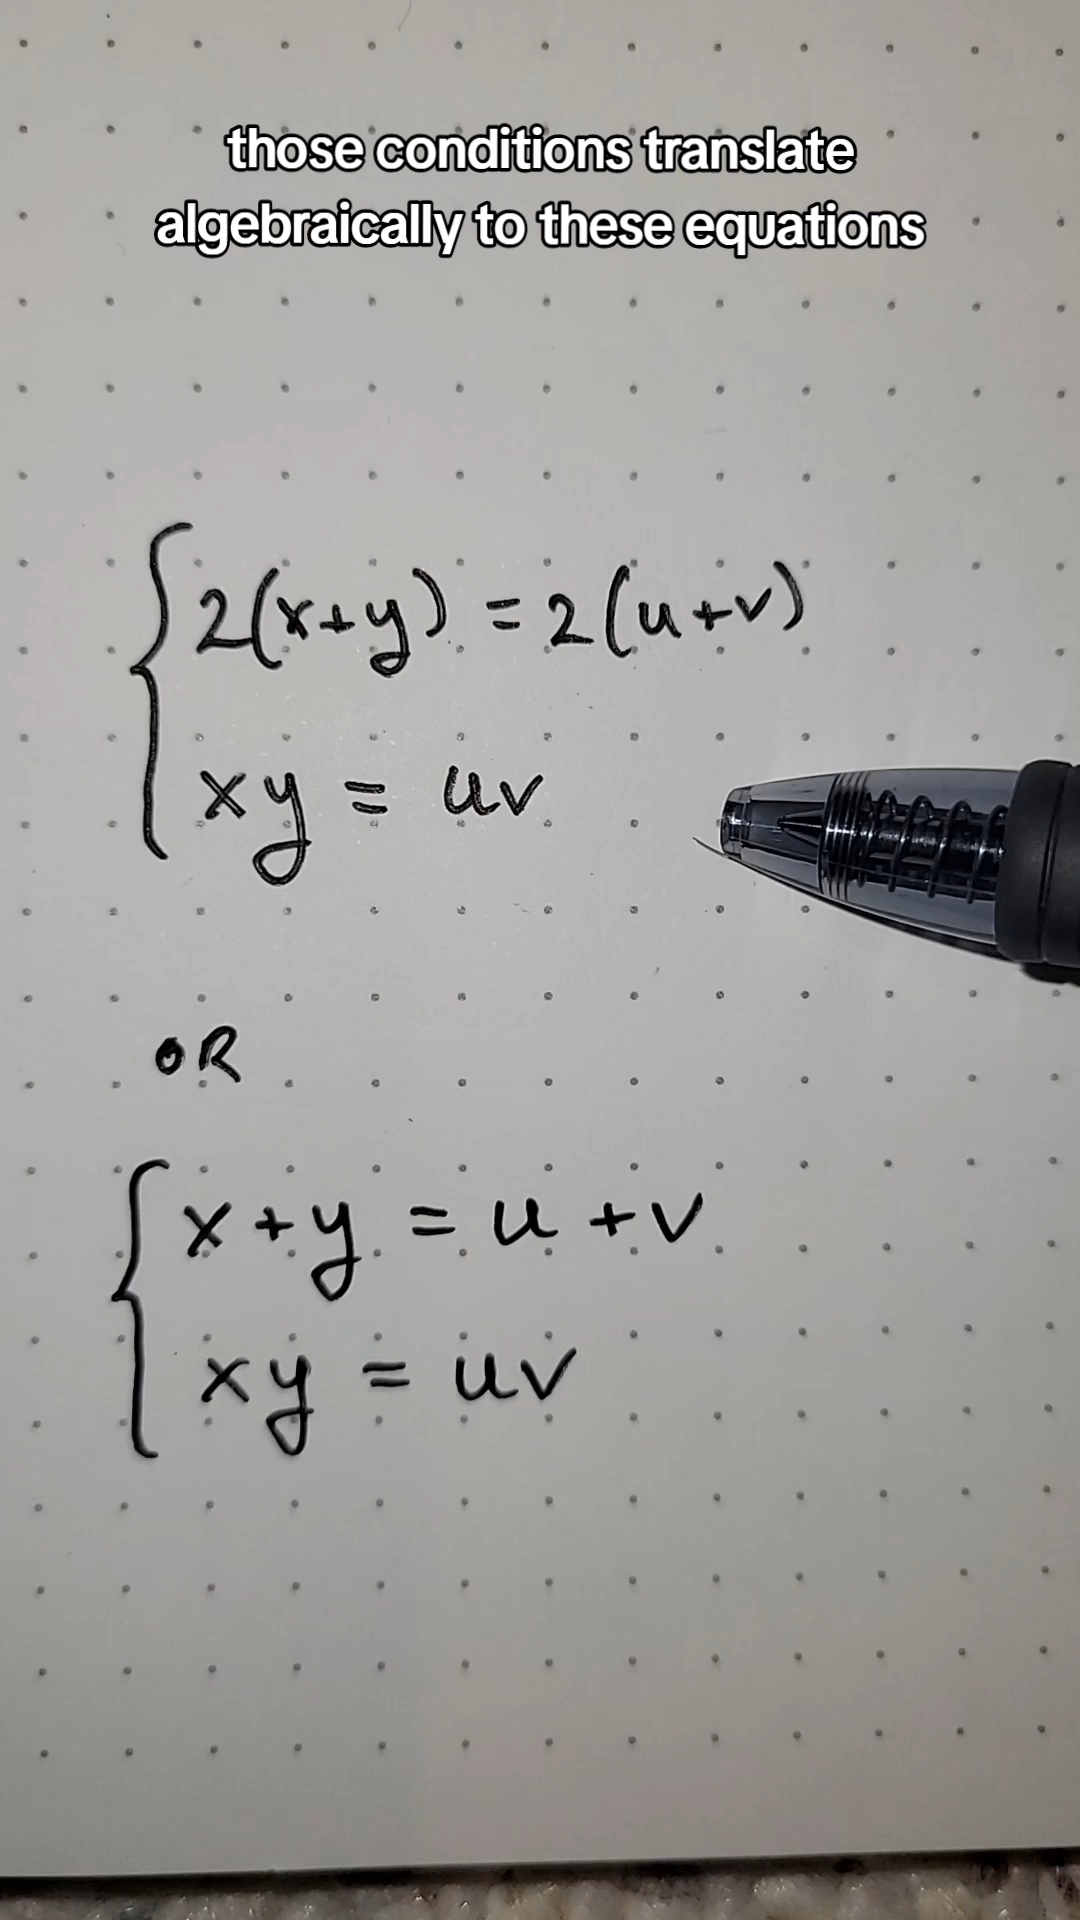 those conditions translate
algebraically to these equations
2(x+y) = 2(u+v)
xy = uv
OR
x+y = u+v
xy = uv